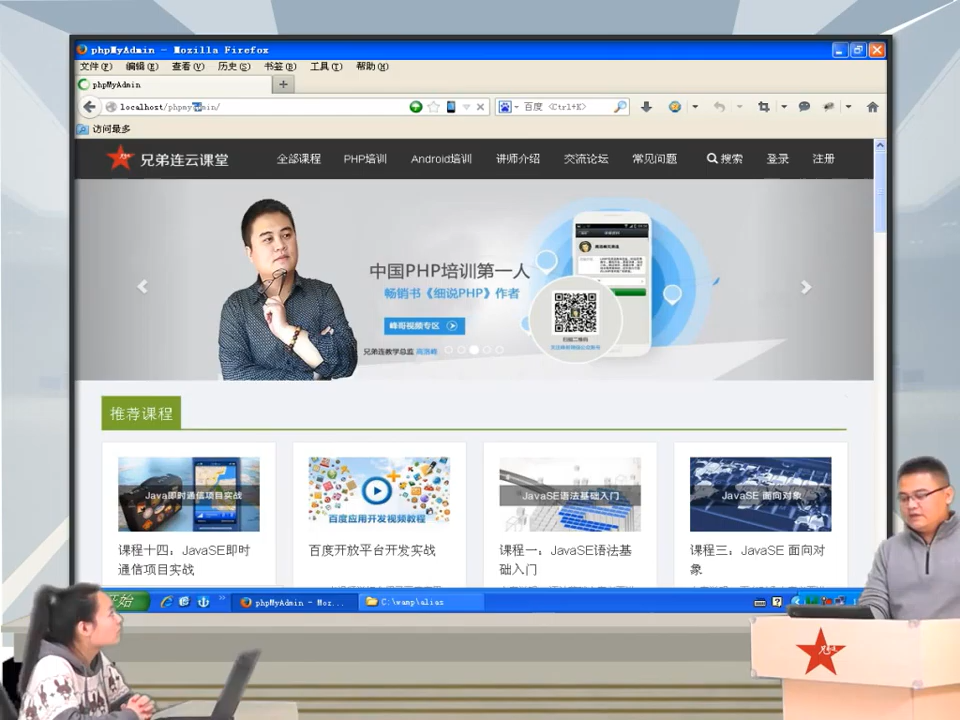 phpMyAdmin - Mozilla Firefox
文件(F) 编辑(E) 查看(V) 历史(S) 书签(B) 工具(T) 帮助(H)
phpMyAdmin
localhost/phpmyadmin/
百度 <Ctrl+K>
访问最多
兄弟连云课堂 全部课程 PHP培训 Android培训 讲师介绍 交流论坛 常见问题 搜索 登录 注册
中国PHP培训第一人
畅销书《细说PHP》作者
峰哥视频专区
兄弟连教学总监 高洛峰
推荐课程
Java即时通信项目实战
百度应用开发视频教程
JavaSE语法基础入门
JavaSE 面向对象
课程十四：JavaSE即时
通信项目实战
百度开放平台开发实战
课程一：JavaSE语法基
础入门
课程三：JavaSE 面向对
象
开始
phpMyAdmin - Moz...
C:\wamp\alias